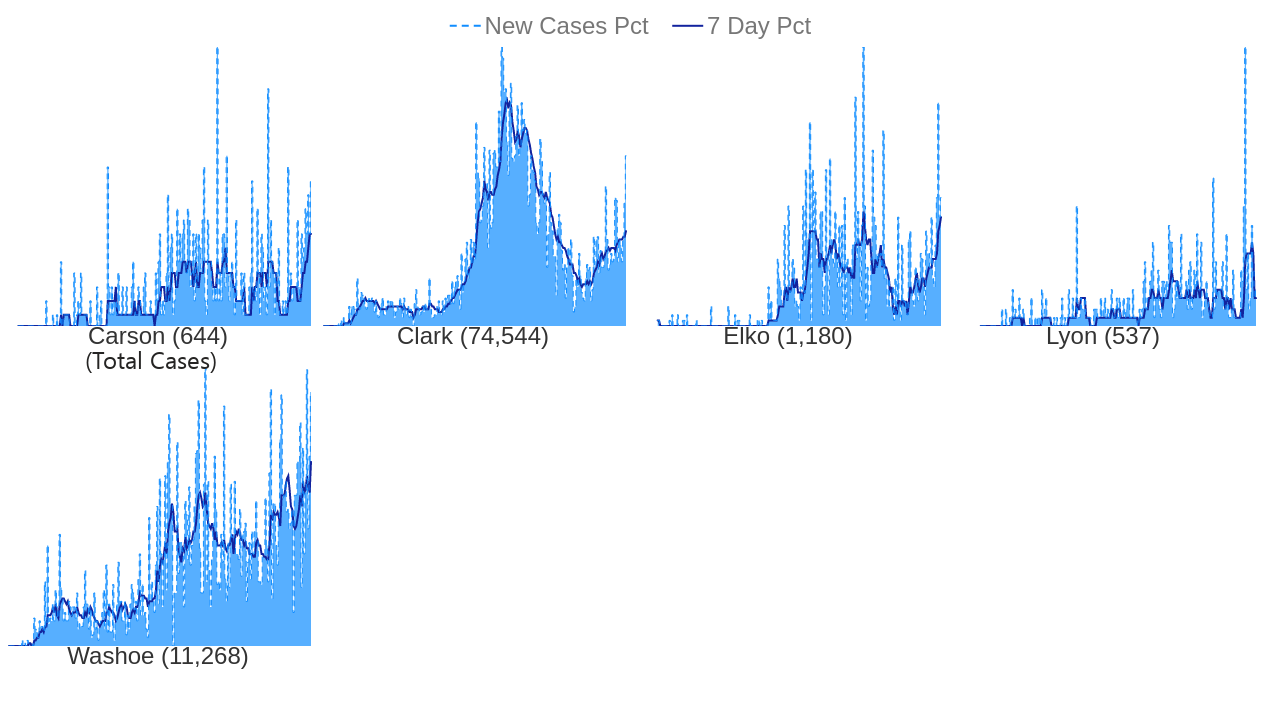 New Cases Pct 7 Day Pct
Carson (644) Clark (74,544) Elko (1,180) Lyon (537)
(Total Cases)
Washoe (11,268)